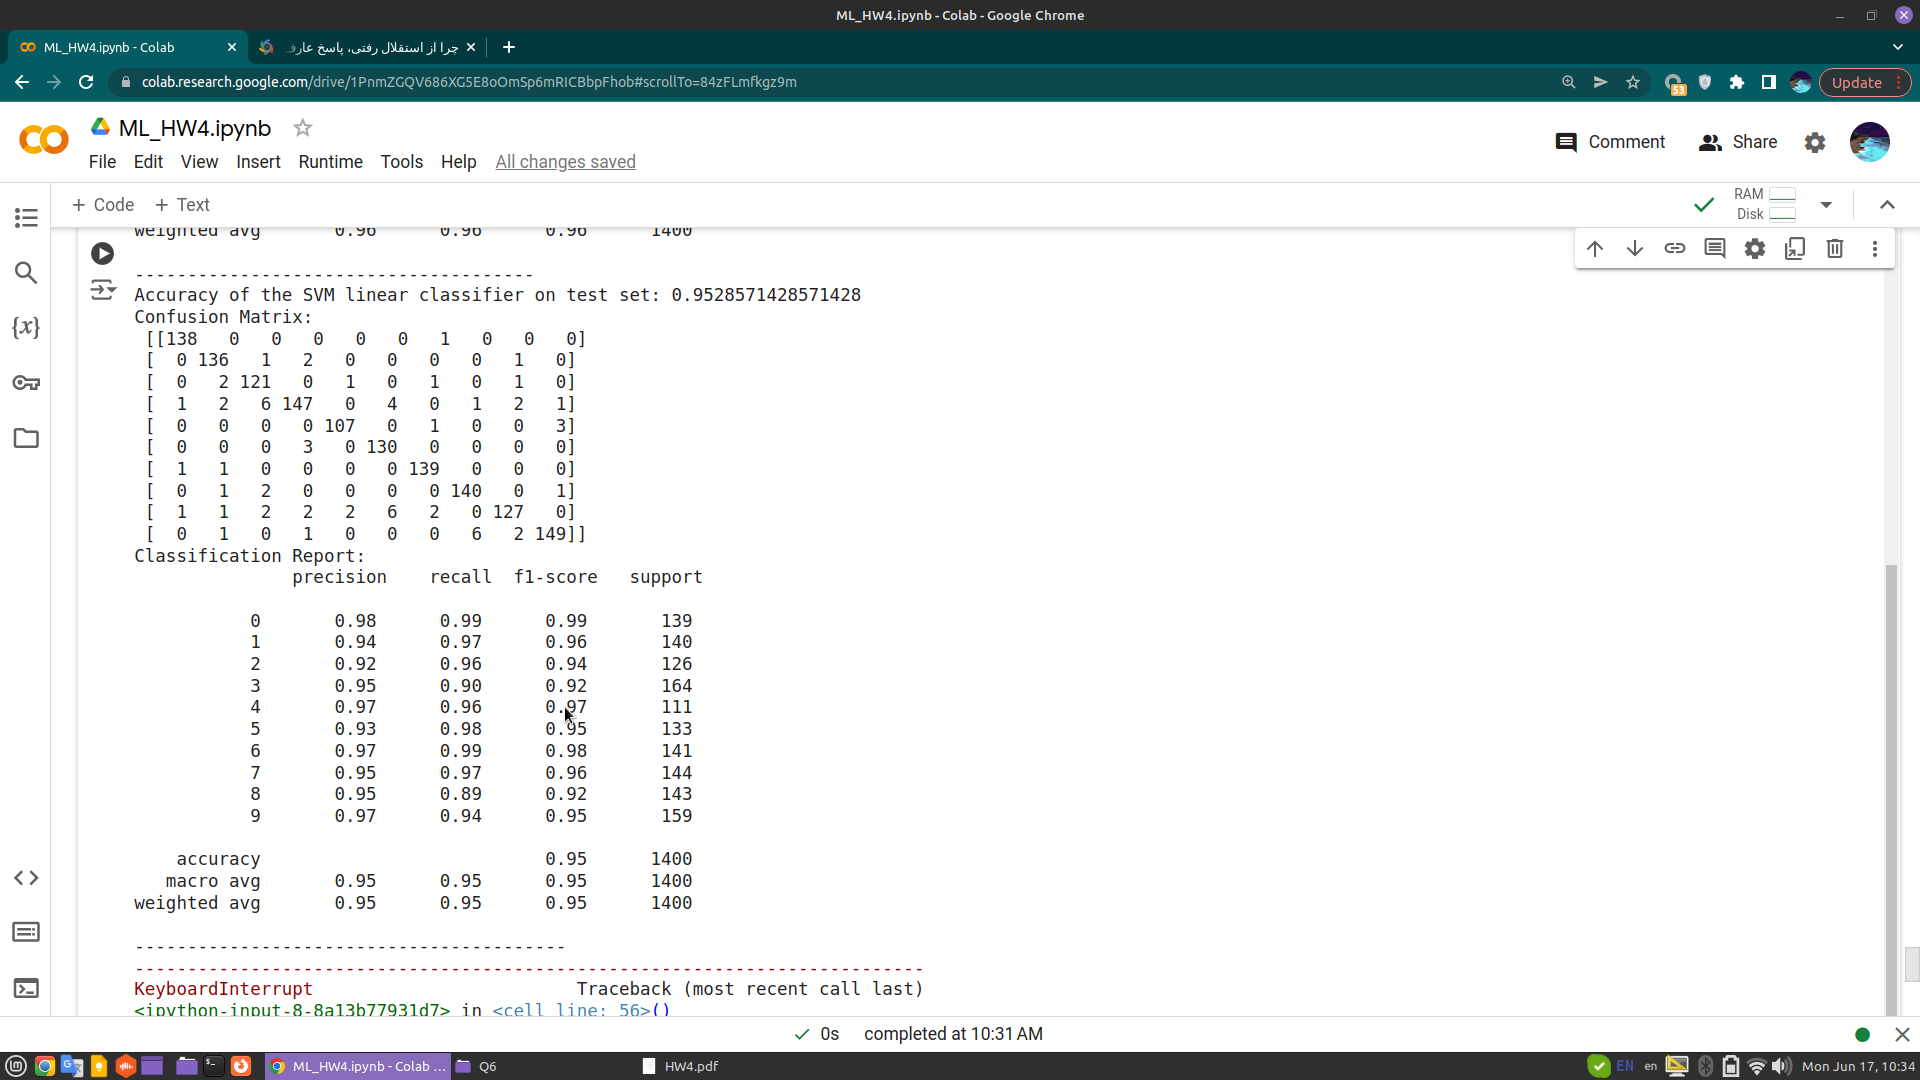 ML_HW4.ipynb - Colab - Google Chrome
ML_HW4.ipynb - Colab
چرا از استقلال رفتی، پاسخ عارف
colab.research.google.com/drive/1PnmZGQV686XG5E8oOmSp6mRICBbpFhob#scrollTo=84zFLmfkgz9m
53
Update
ML_HW4.ipynb
Comment
Share
File Edit View Insert Runtime Tools Help All changes saved
+ Code + Text
RAM
Disk
weighted avg 0.96 0.96 0.96 1400
--------------------------------------
Accuracy of the SVM linear classifier on test set: 0.9528571428571428
Confusion Matrix:
[[138 0 0 0 0 0 1 0 0 0]
[ 0 136 1 2 0 0 0 0 1 0]
[ 0 2 121 0 1 0 1 0 1 0]
[ 1 2 6 147 0 4 0 1 2 1]
[ 0 0 0 0 107 0 1 0 0 3]
[ 0 0 0 3 0 130 0 0 0 0]
[ 1 1 0 0 0 0 139 0 0 0]
[ 0 1 2 0 0 0 0 140 0 1]
[ 1 1 2 2 2 6 2 0 127 0]
[ 0 1 0 1 0 0 0 6 2 149]]
Classification Report:
precision recall f1-score support
0 0.98 0.99 0.99 139
1 0.94 0.97 0.96 140
2 0.92 0.96 0.94 126
3 0.95 0.90 0.92 164
4 0.97 0.96 0.97 111
5 0.93 0.98 0.95 133
6 0.97 0.99 0.98 141
7 0.95 0.97 0.96 144
8 0.95 0.89 0.92 143
9 0.97 0.94 0.95 159
accuracy 0.95 1400
macro avg 0.95 0.95 0.95 1400
weighted avg 0.95 0.95 0.95 1400
-----------------------------------------
---------------------------------------------------------------------------
KeyboardInterrupt Traceback (most recent call last)
<ipython-input-8-8a13b77931d7> in <cell line: 56>()
0s completed at 10:31 AM
ML_HW4.ipynb - Colab ...
Q6
HW4.pdf
EN
en
Mon Jun 17, 10:34